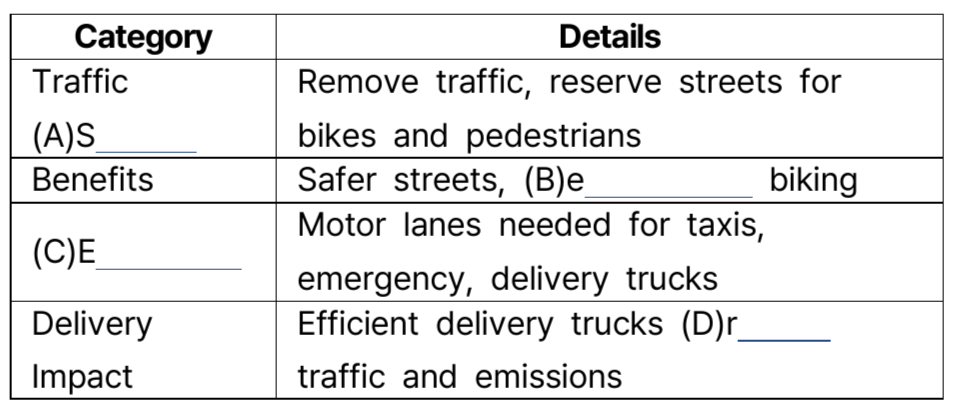 Category Details
Traffic Remove traffic, reserve streets for
(A)S______ bikes and pedestrians
Benefits Safer streets, (B)e__________ biking
(C)E_________ Motor lanes needed for taxis,
emergency, delivery trucks
Delivery Efficient delivery trucks (D)r_____
Impact traffic and emissions